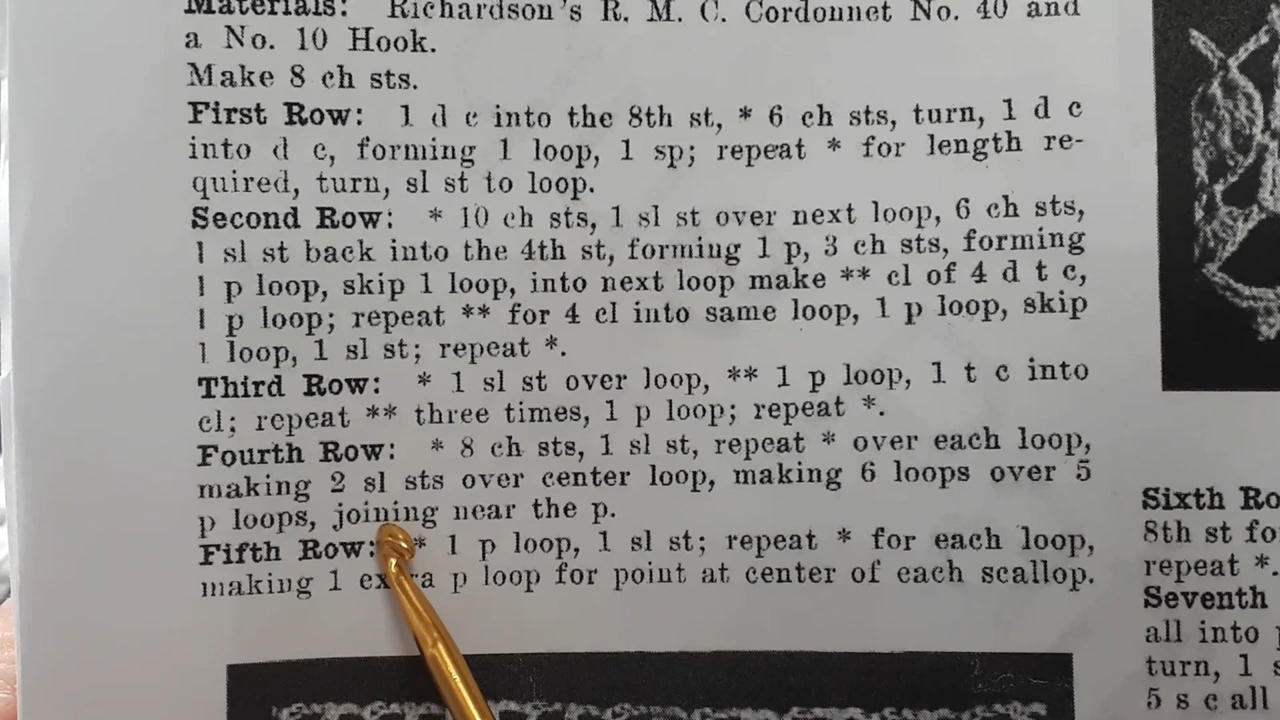 Materials: Richardson's R. M. C. Cordonnet No. 40 and
a No. 10 Hook.
Make 8 ch sts.
First Row: 1 d c into the 8th st, * 6 ch sts, turn, 1 d c
into d c, forming 1 loop, 1 sp; repeat * for length re-
quired, turn, sl st to loop.
Second Row: * 10 ch sts, 1 sl st over next loop, 6 ch sts,
1 sl st back into the 4th st, forming 1 p, 3 ch sts, forming
1 p loop, skip 1 loop, into next loop make ** cl of 4 d t c,
1 p loop; repeat ** for 4 cl into same loop, 1 p loop, skip
1 loop, 1 sl st; repeat *.
Third Row: * 1 sl st over loop, ** 1 p loop, 1 t c into
cl; repeat ** three times, 1 p loop; repeat *.
Fourth Row: * 8 ch sts, 1 sl st, repeat * over each loop,
making 2 sl sts over center loop, making 6 loops over 5
p loops, joining near the p.
Fifth Row: * 1 p loop, 1 sl st; repeat * for each loop,
making 1 extra p loop for point at center of each scallop.
Sixth Ro
8th st fo
repeat *.
Seventh
all into
turn, 1 s
5 s c all